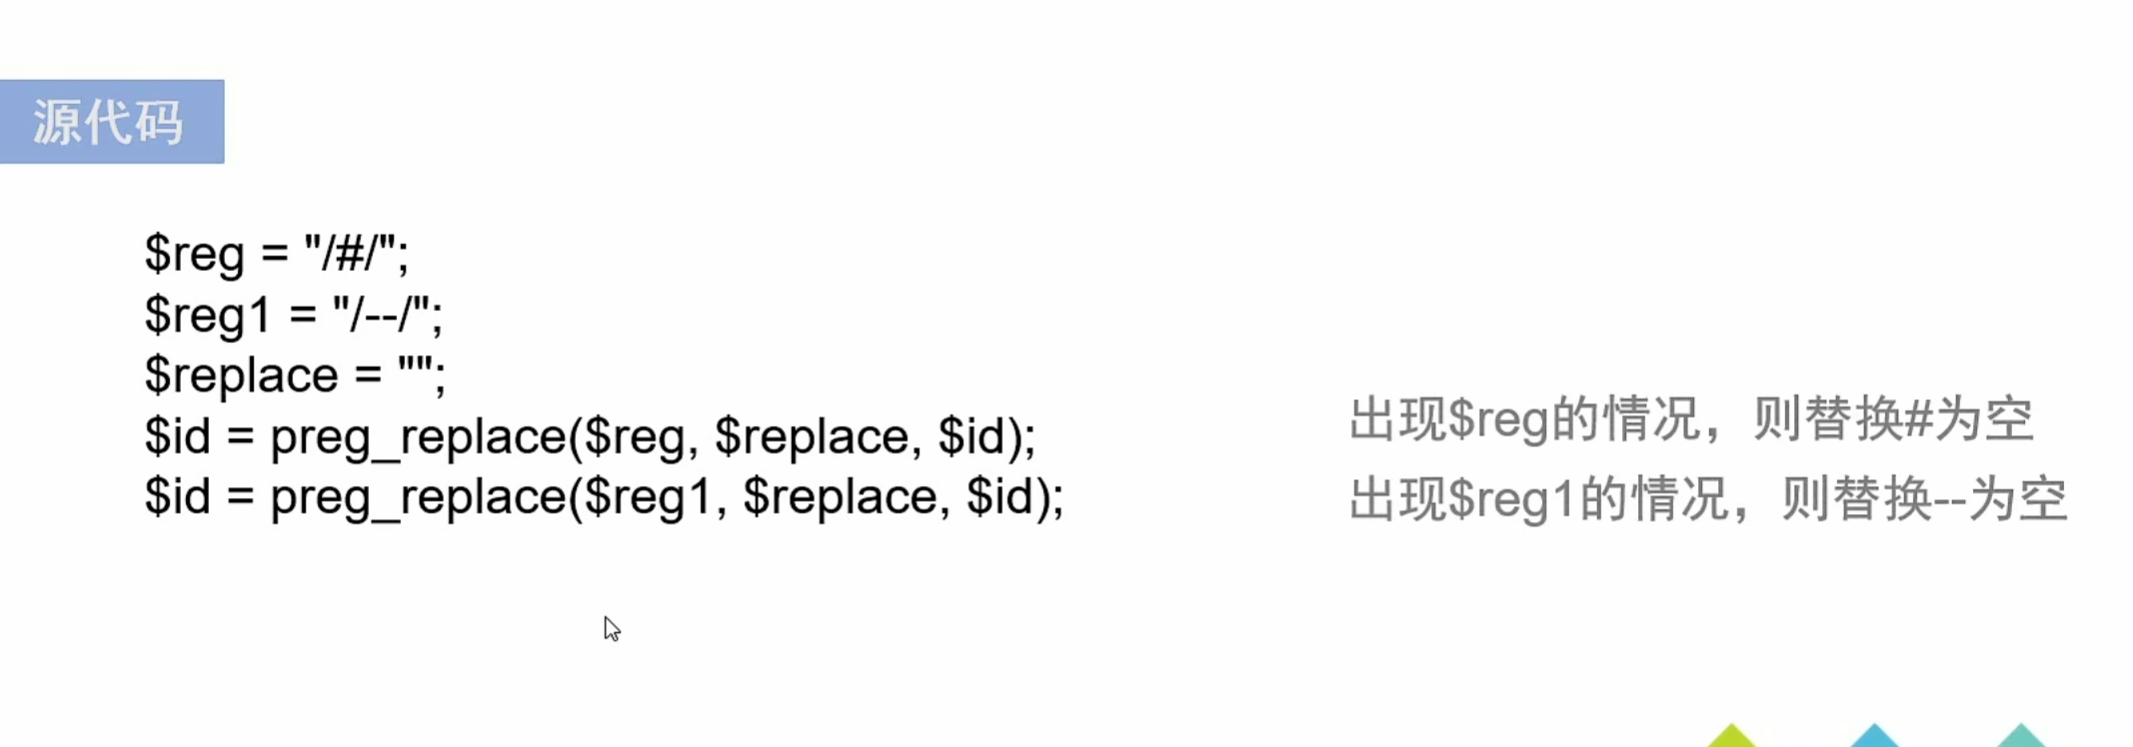 源代码
$reg = "/#/";
$reg1 = "/--/";
$replace = "";
$id = preg_replace($reg, $replace, $id);
出现$reg的情况，则替换#为空
$id = preg_replace($reg1, $replace, $id);
出现$reg1的情况，则替换--为空